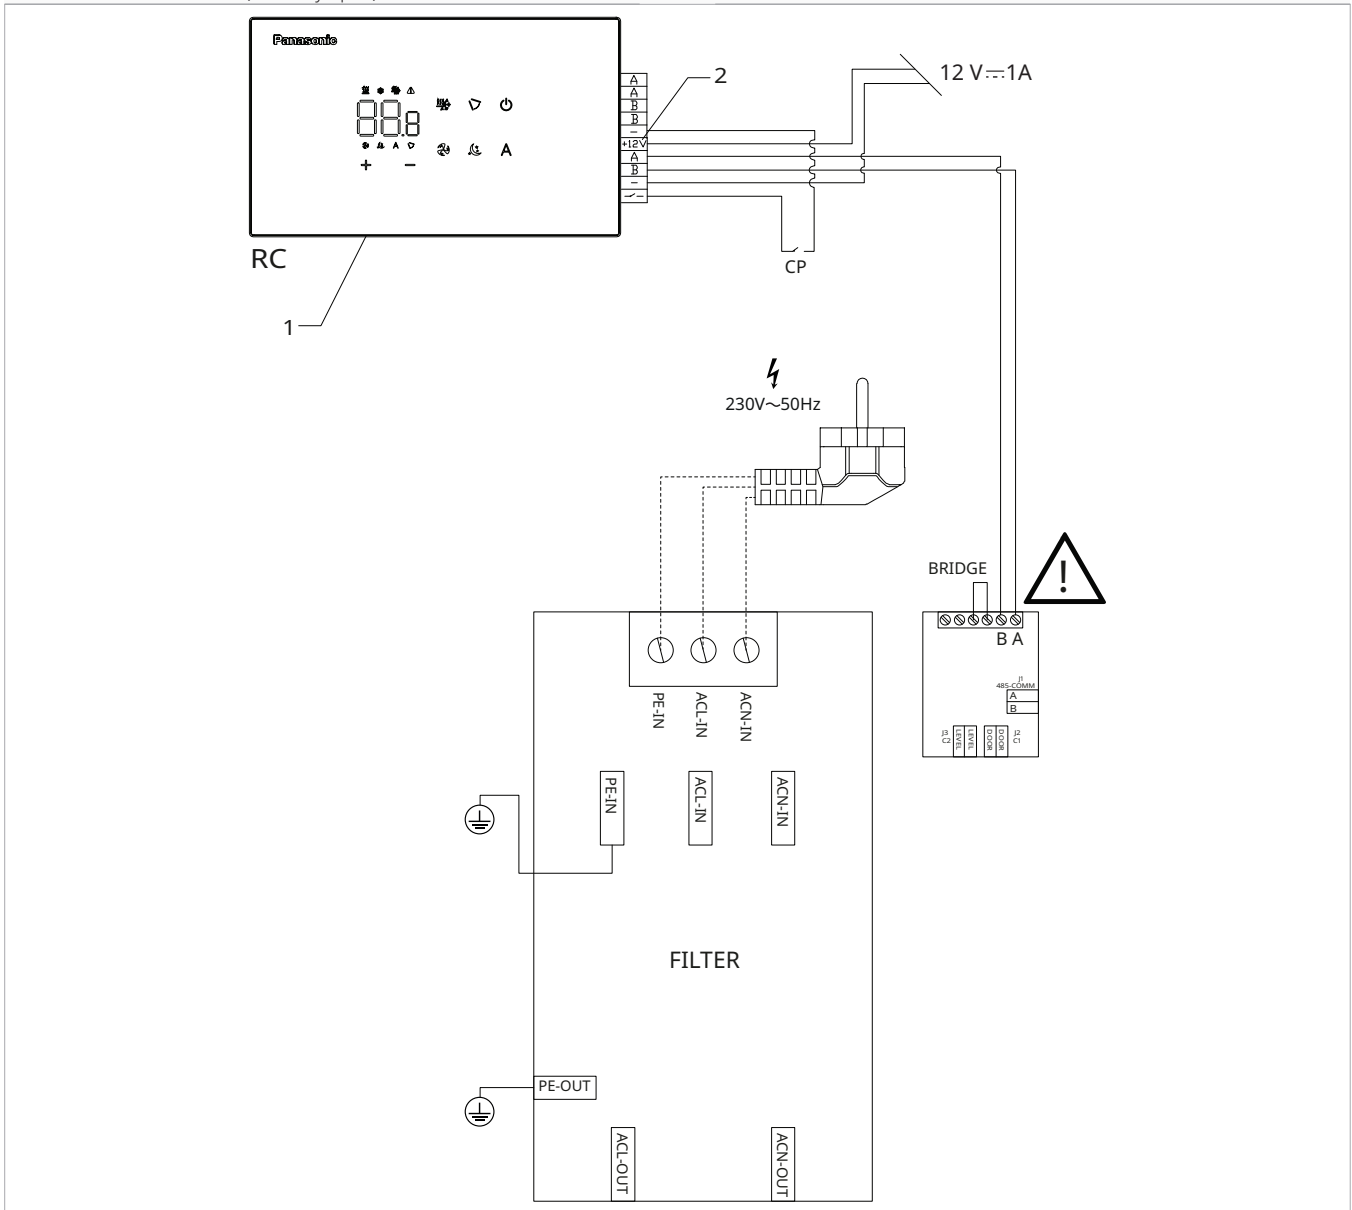 Panasonic
88.8
A
A
+ −
A
A
B
B
−
+12V
A
B
−
2
12 V⎓1A
RC
1
CP
230V～50Hz
BRIDGE
!
B A
J1
485-COMM
A
B
J3
C2
LEVEL
LEVEL
DOOR
DOOR
J2
C1
PE-IN
ACL-IN
ACN-IN
PE-IN
ACL-IN
ACN-IN
FILTER
PE-OUT
ACL-OUT
ACN-OUT